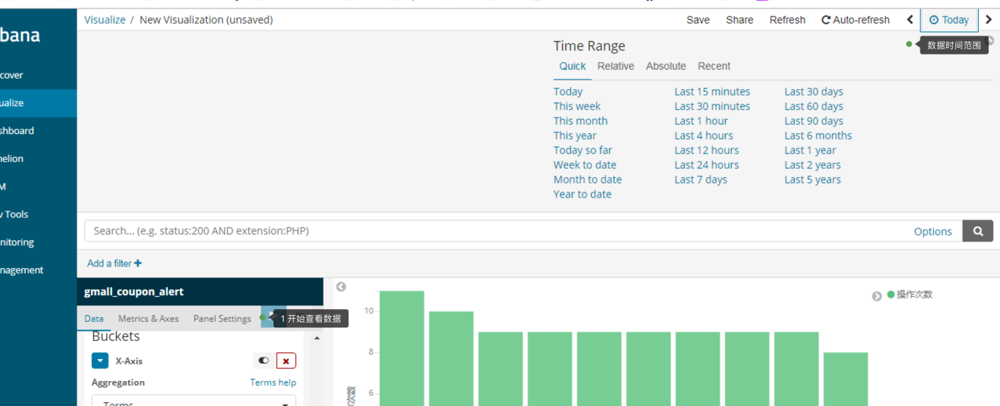 Visualize / New Visualization (unsaved)
Save Share Refresh Auto-refresh Today
bana
数据时间范围
Time Range
Quick Relative Absolute Recent
Today Last 15 minutes Last 30 days
This week Last 30 minutes Last 60 days
This month Last 1 hour Last 90 days
This year Last 4 hours Last 6 months
Today so far Last 12 hours Last 1 year
Week to date Last 24 hours Last 2 years
Month to date Last 7 days Last 5 years
Year to date
cover
ualize
shboard
nelion
M
v Tools
nitoring
nagement
Search... (e.g. status:200 AND extension:PHP) Options
Add a filter +
gmall_coupon_alert
Data Metrics & Axes Panel Settings
1 开始查看数据
Buckets
X-Axis
Aggregation Terms help
Terms
操作次数
10
8
6
次数